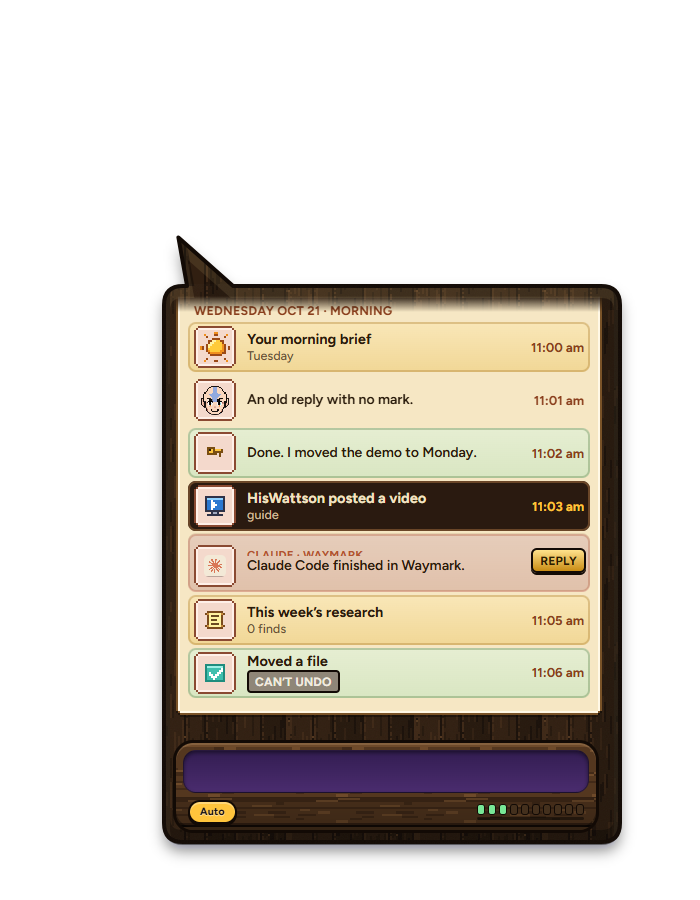 WEDNESDAY OCT 21 · MORNING
Your morning brief
Tuesday
11:00 am
An old reply with no mark.
11:01 am
Done. I moved the demo to Monday.
11:02 am
HisWattson posted a video
guide
11:03 am
CLAUDE · WAYMARK
Claude Code finished in Waymark.
REPLY
This week’s research
0 finds
11:05 am
Moved a file
CAN'T UNDO
11:06 am
Auto